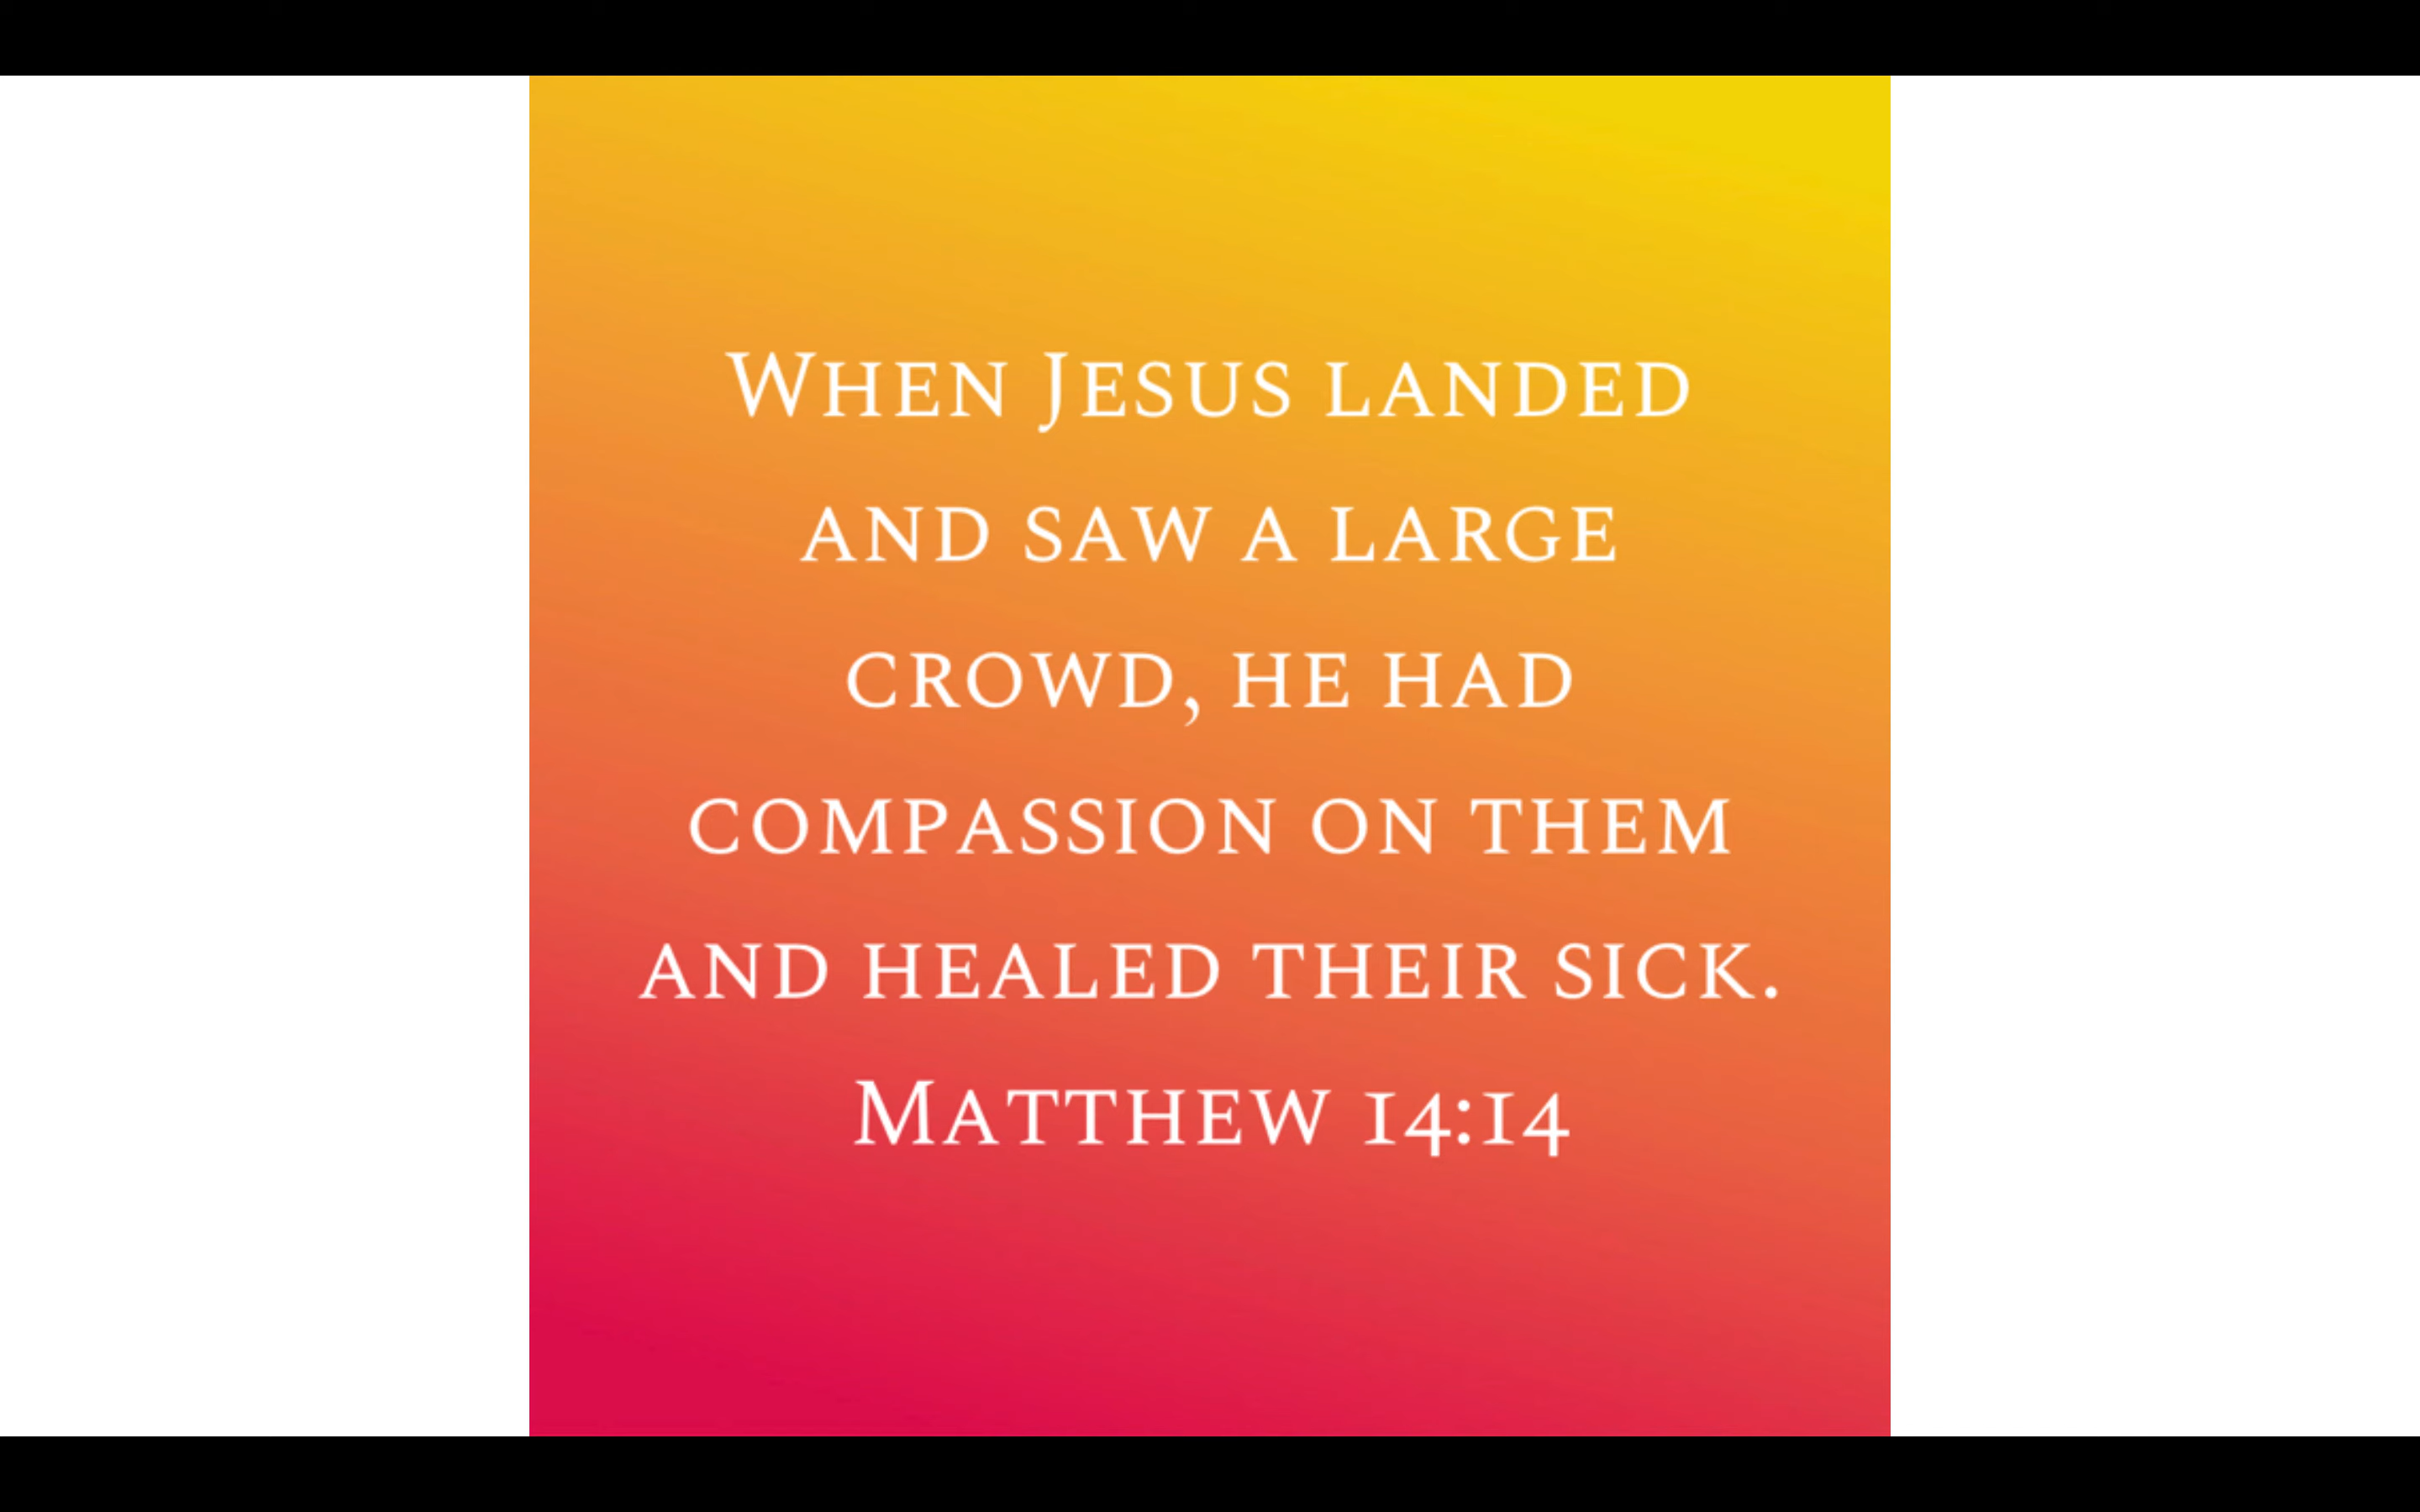 When Jesus landed
and saw a large
crowd, he had
compassion on them
and healed their sick.
Matthew 14:14